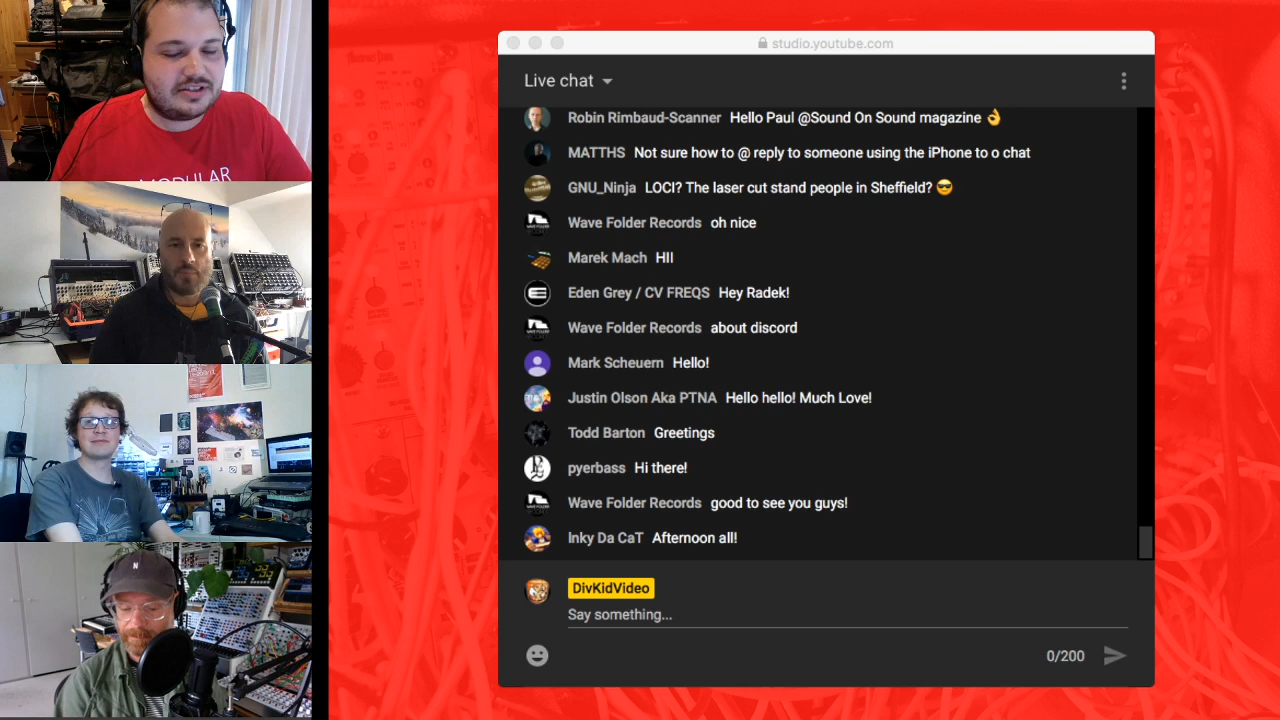 MODULAR
studio.youtube.com
Live chat
Robin Rimbaud-Scanner Hello Paul @Sound On Sound magazine 👌
MATTHS Not sure how to @ reply to someone using the iPhone to o chat
GNU_Ninja LOCI? The laser cut stand people in Sheffield? 😎
Wave Folder Records oh nice
Marek Mach HII
Eden Grey / CV FREQS Hey Radek!
Wave Folder Records about discord
Mark Scheuern Hello!
Justin Olson Aka PTNA Hello hello! Much Love!
Todd Barton Greetings
pyerbass Hi there!
Wave Folder Records good to see you guys!
Inky Da CaT Afternoon all!
DivKidVideo
Say something...
0/200